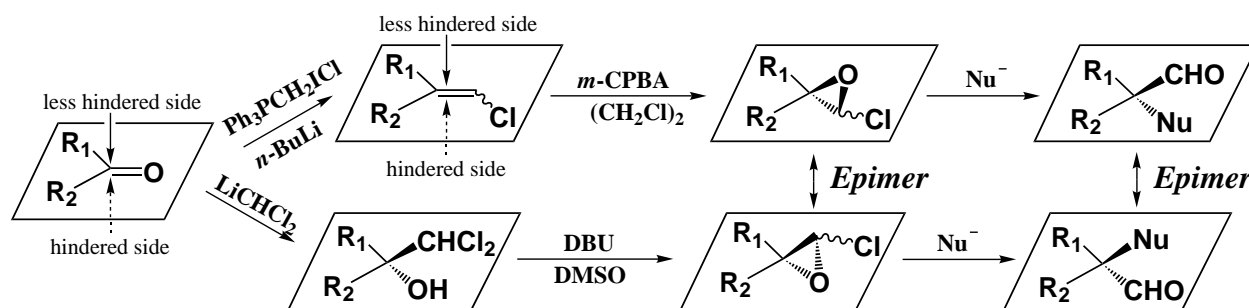 less hindered side
R1
R2
Cl
hindered side
less hindered side
R1
R2
O
hindered side
Ph3PCH2ICl
n-BuLi
LiCHCl2
m-CPBA
(CH2Cl)2
R1
R2
O
Cl
Nu−
R1
CHO
R2
Nu
Epimer
Epimer
R1
CHCl2
R2
OH
DBU
DMSO
R1
Cl
R2
O
Nu−
R1
Nu
R2
CHO